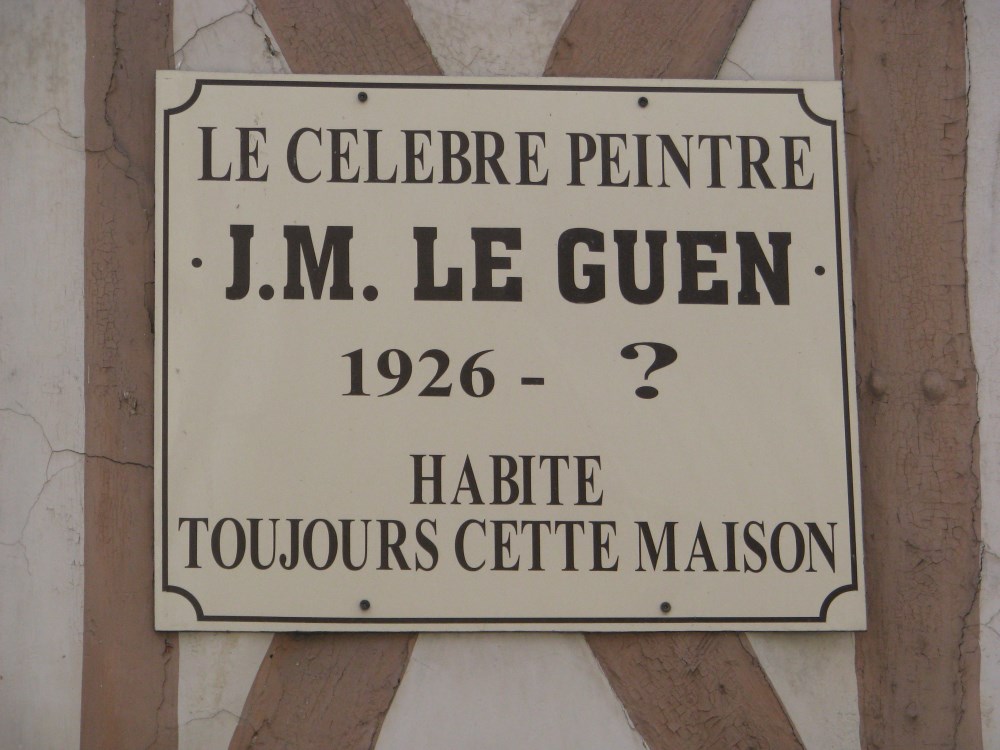 LE CELEBRE PEINTRE
· J.M. LE GUEN ·
1926 - ?
HABITE
TOUJOURS CETTE MAISON